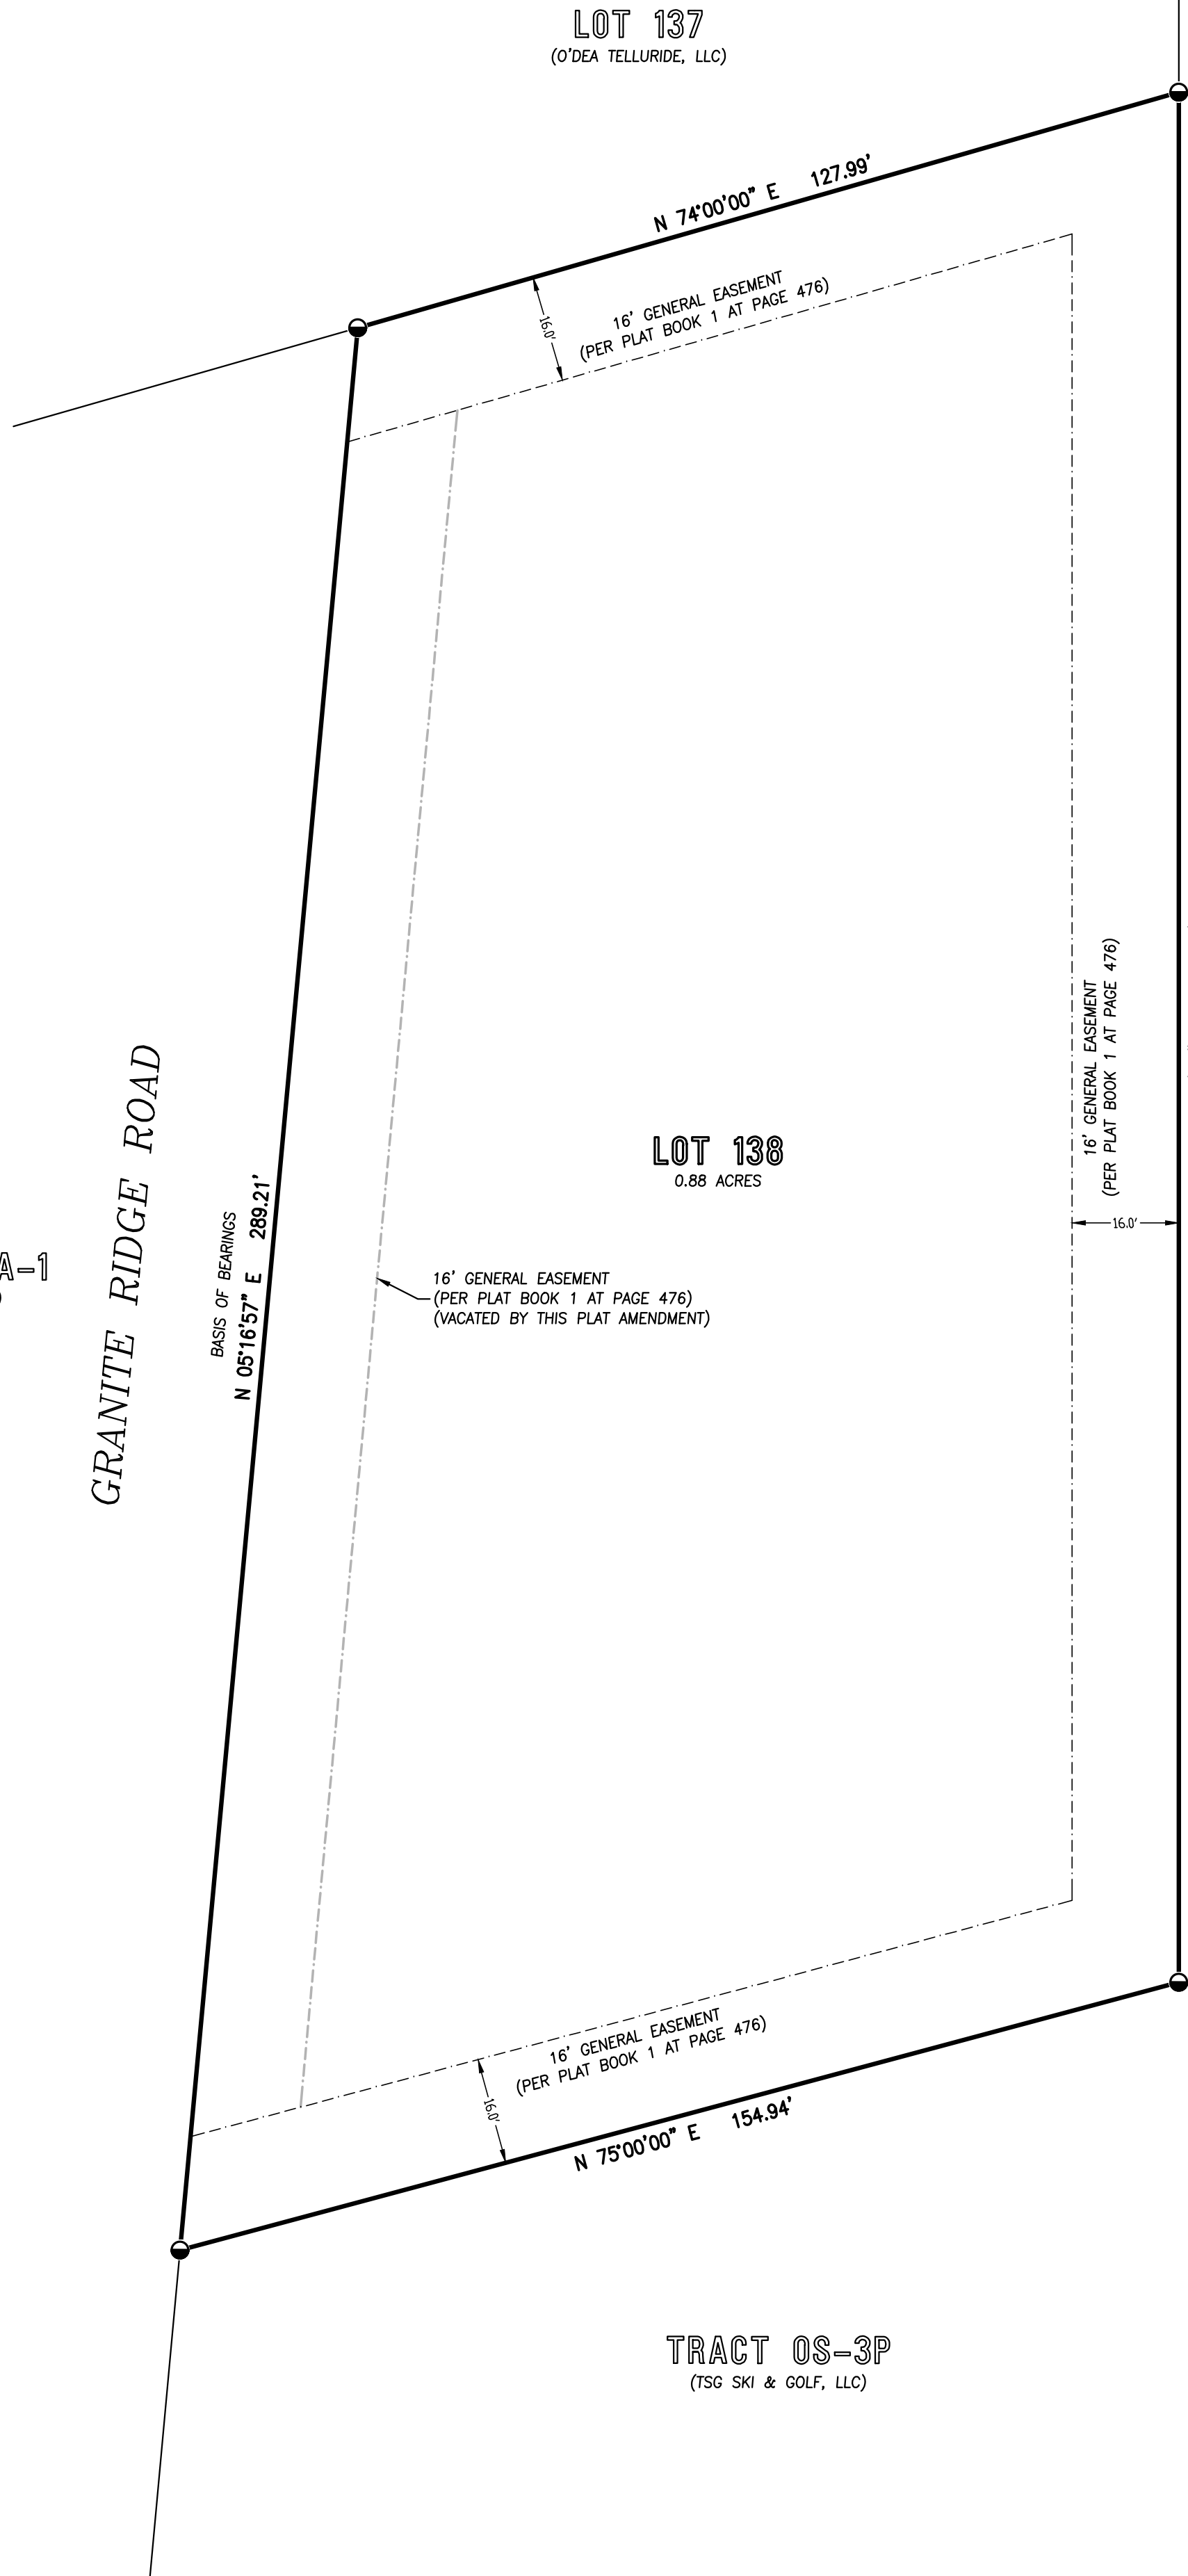 LOT 137
(O'DEA TELLURIDE, LLC)
N 74°00'00" E 127.99'
16' GENERAL EASEMENT
(PER PLAT BOOK 1 AT PAGE 476)
16.0'
16' GENERAL EASEMENT
(PER PLAT BOOK 1 AT PAGE 476)
16.0'
LOT 138
0.88 ACRES
GRANITE RIDGE ROAD
BASIS OF BEARINGS
N 05°16'57" E 289.21'
A-1
16' GENERAL EASEMENT
(PER PLAT BOOK 1 AT PAGE 476)
(VACATED BY THIS PLAT AMENDMENT)
16' GENERAL EASEMENT
(PER PLAT BOOK 1 AT PAGE 476)
16.0'
N 75°00'00" E 154.94'
TRACT OS-3P
(TSG SKI & GOLF, LLC)